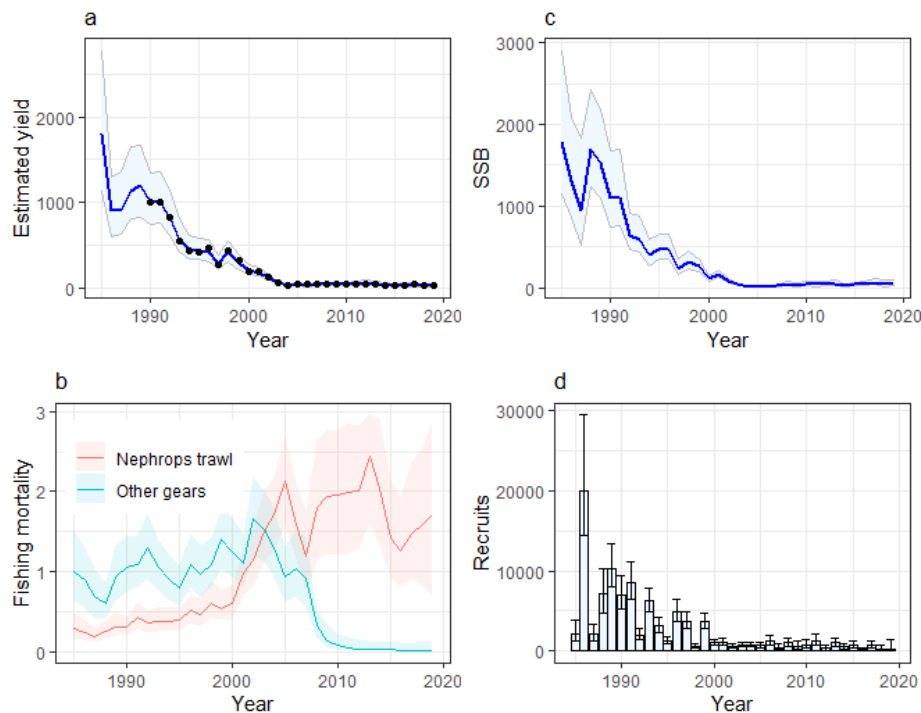 a
Estimated yield
2000
1000
0
1990
2000
2010
2020
Year
c
SSB
3000
2000
1000
0
1990
2000
2010
2020
Year
b
Fishing mortality
3
2
1
0
Nephrops trawl
Other gears
1990
2000
2010
2020
Year
d
Recruits
30000
20000
10000
0
1990
2000
2010
2020
Year